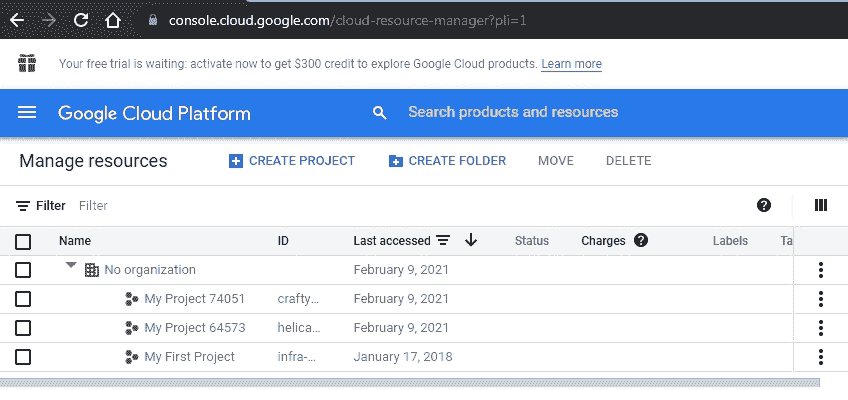 console.cloud.google.com/cloud-resource-manager?pli=1
Your free trial is waiting: activate now to get $300 credit to explore Google Cloud products. Learn more
Google Cloud Platform Search products and resources
Manage resources CREATE PROJECT CREATE FOLDER MOVE DELETE
Filter Filter ?
Name ID Last accessed Status Charges ? Labels Ta
No organization February 9, 2021
My Project 74051 crafty... February 9, 2021
My Project 64573 helica... February 9, 2021
My First Project infra-... January 17, 2018